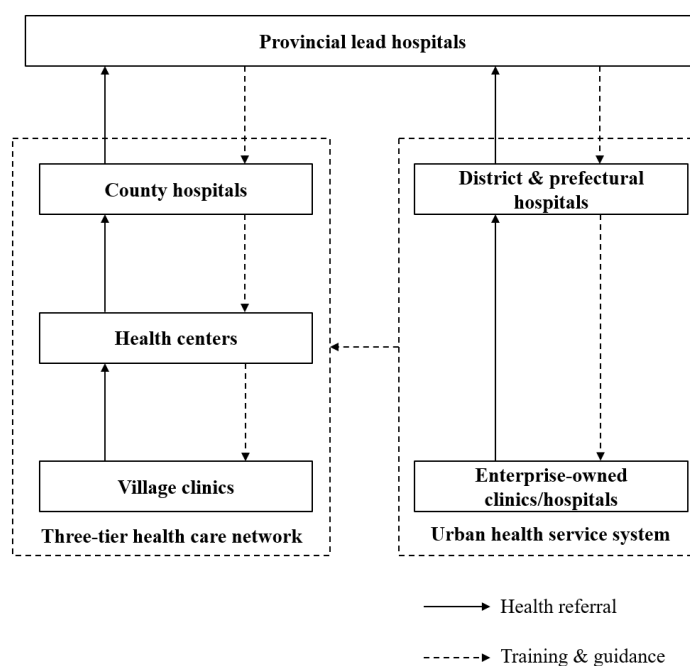 Provincial lead hospitals
County hospitals
District & prefectural
hospitals
Health centers
Village clinics
Enterprise-owned
clinics/hospitals
Three-tier health care network
Urban health service system
Health referral
Training & guidance